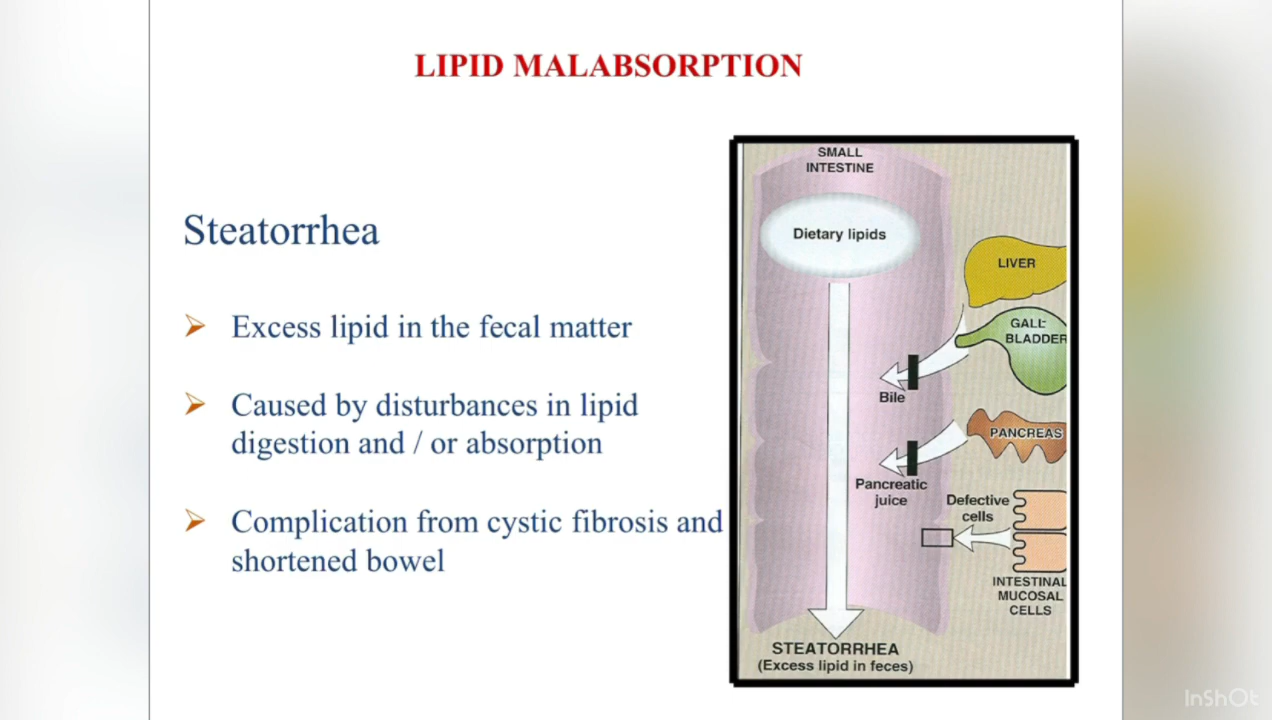 LIPID MALABSORPTION
Steatorrhea
➢ Excess lipid in the fecal matter
➢ Caused by disturbances in lipid
digestion and / or absorption
➢ Complication from cystic fibrosis and
shortened bowel
SMALL
INTESTINE
Dietary lipids
LIVER
GALL
BLADDER
Bile
PANCREAS
Pancreatic
juice
Defective
cells
INTESTINAL
MUCOSAL
CELLS
STEATORRHEA
(Excess lipid in feces)
InShOt